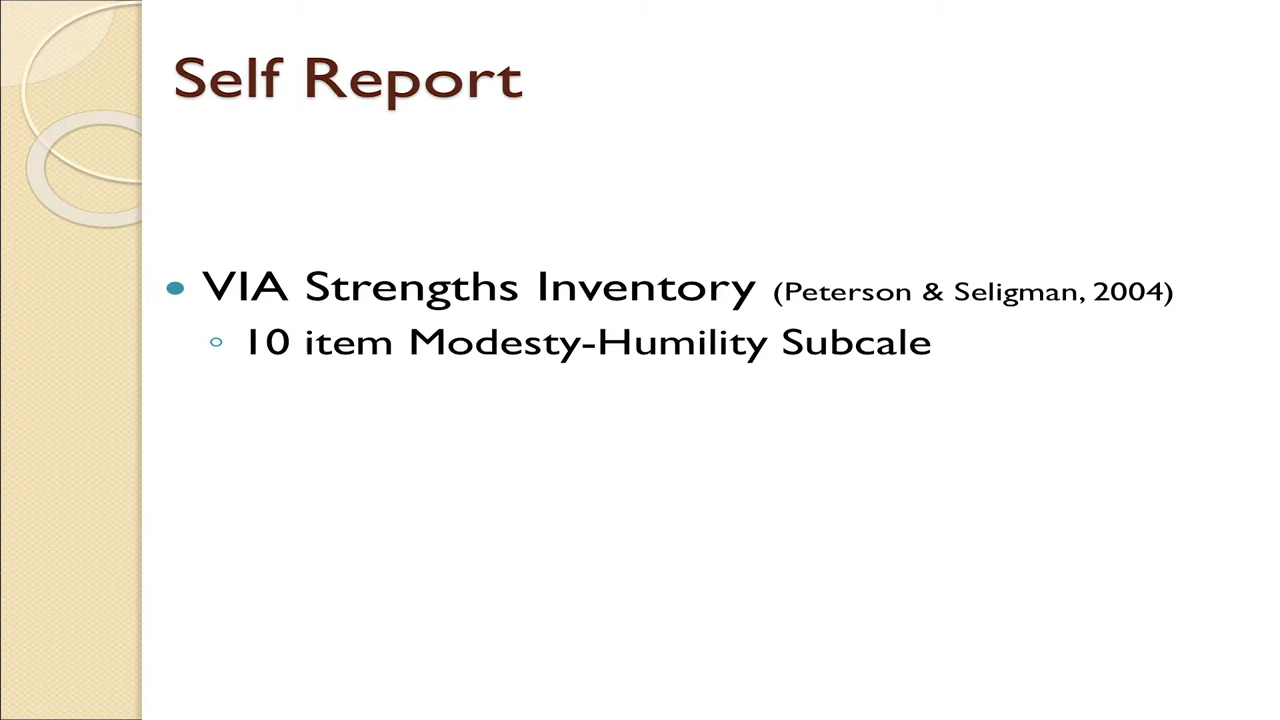 Self Report
• VIA Strengths Inventory (Peterson & Seligman, 2004)
◦ 10 item Modesty-Humility Subcale